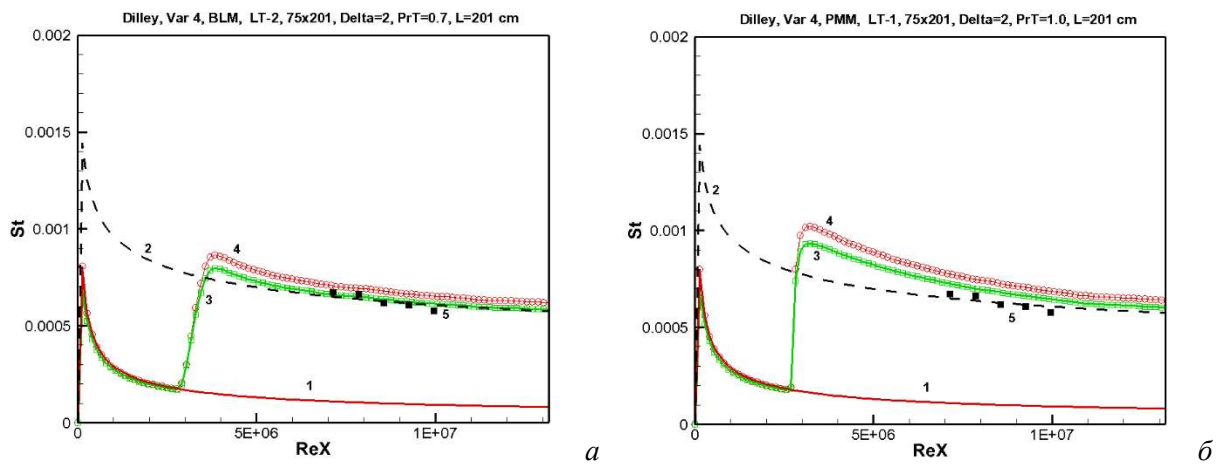 Dilley, Var 4, BLM, LT-2, 75x201, Delta=2, PrT=0.7, L=201 cm
0.002
0.0015
0.001
0.0005
0
St
2
4
3
5
1
0
5E+06
1E+07
ReX
а
Dilley, Var 4, PMM, LT-1, 75x201, Delta=2, PrT=1.0, L=201 cm
0.002
0.0015
0.001
0.0005
0
St
2
4
3
5
1
0
5E+06
1E+07
ReX
б